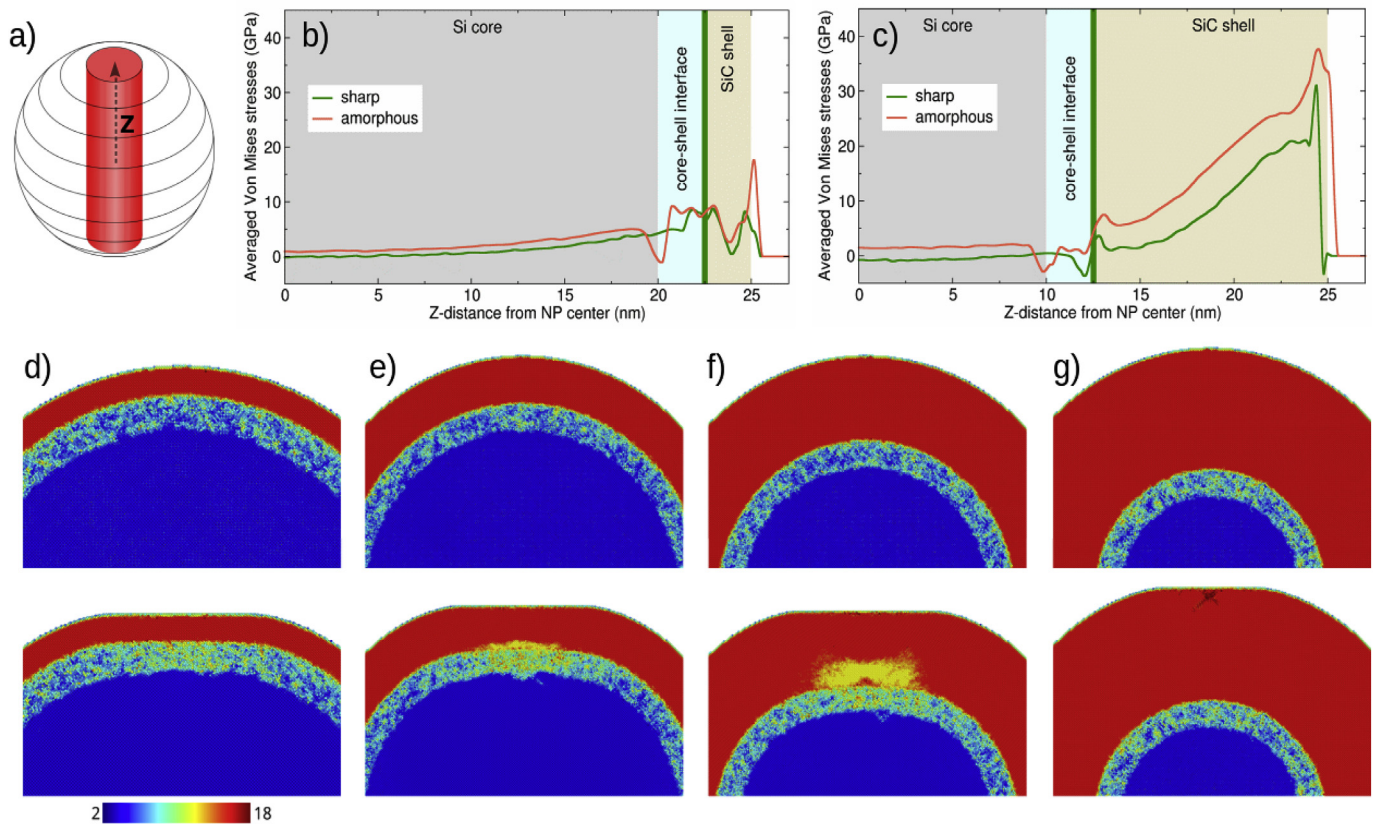 a)
z
b)
Averaged Von Mises stresses (GPa)
40
30
20
10
0
Si core
core-shell interface
SiC shell
sharp
amorphous
0 5 10 15 20 25
Z-distance from NP center (nm)
c)
Averaged Von Mises stresses (GPa)
40
30
20
10
0
Si core
core-shell interface
SiC shell
sharp
amorphous
0 5 10 15 20 25
Z-distance from NP center (nm)
d)
e)
f)
g)
2 18